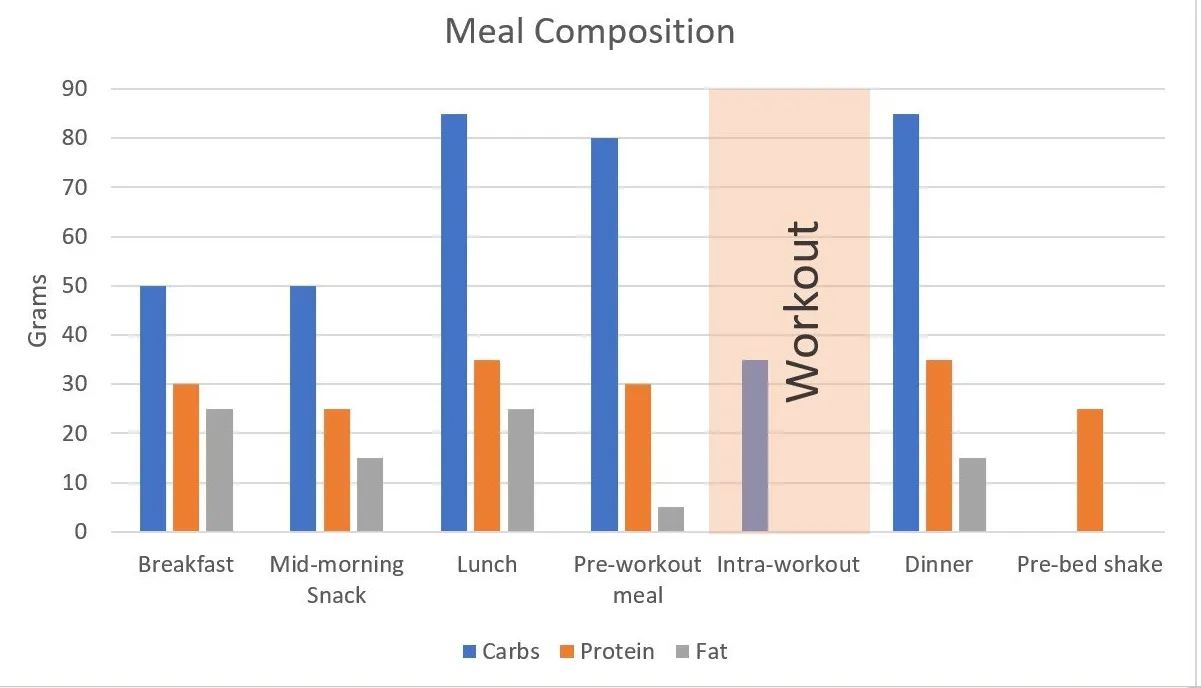 Meal Composition
90
80
70
60
50
40
30
20
10
0
Grams
Workout
Breakfast
Mid-morning
Snack
Lunch
Pre-workout
meal
Intra-workout
Dinner
Pre-bed shake
Carbs
Protein
Fat